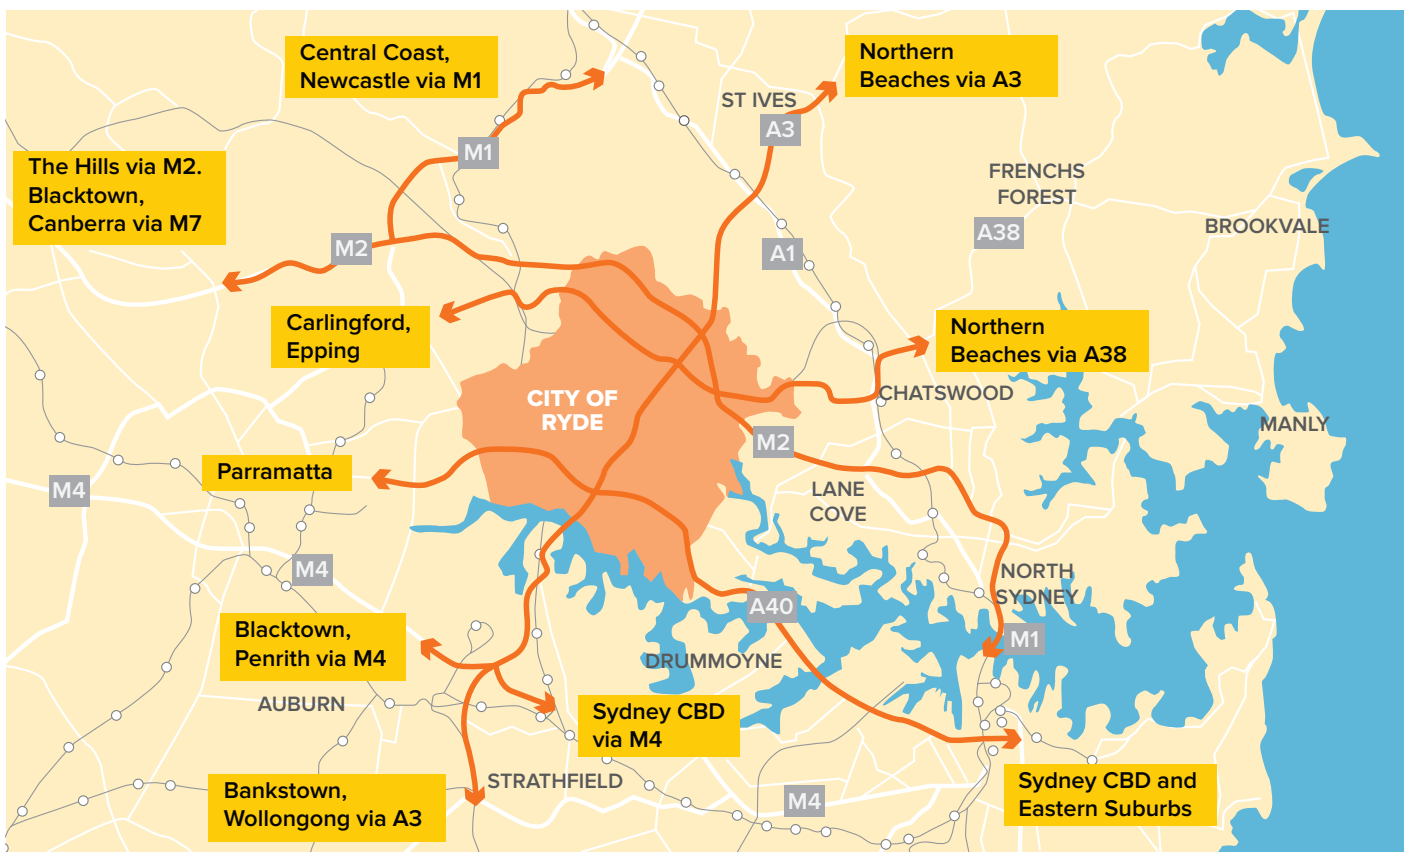 Central Coast,
Newcastle via M1
Northern
Beaches via A3
ST IVES
A3
M1
The Hills via M2.
Blacktown,
Canberra via M7
FRENCHS
FOREST
A38
BROOKVALE
M2
A1
Carlingford,
Epping
Northern
Beaches via A38
CITY OF
RYDE
CHATSWOOD
MANLY
M2
Parramatta
M4
LANE
COVE
M4
NORTH
SYDNEY
A40
Blacktown,
Penrith via M4
M1
DRUMMOYNE
AUBURN
Sydney CBD
via M4
STRATHFIELD
Bankstown,
Wollongong via A3
M4
Sydney CBD and
Eastern Suburbs